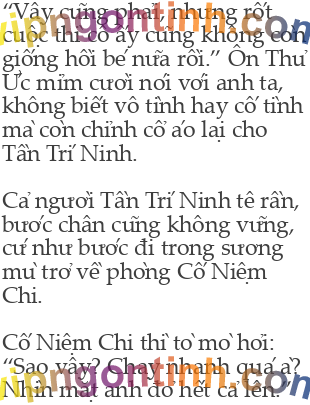 “Vậy cũng phải, nhưng rốt
cuộc thì cô ấy cũng không còn
giống hồi bé nữa rồi.” Ôn Thư
Ức mỉm cười nói với anh ta,
không biết vô tình hay cố tình
mà còn chỉnh cổ áo lại cho
Tần Trí Ninh.
Cả người Tần Trí Ninh tê rần,
bước chân cũng không vững,
cứ như bước đi trong sương
mù trở về phòng Cố Niệm
Chi.
Cố Niệm Chi thì tò mò hỏi:
“Sao vậy? Chạy nhanh quá à?
Nhìn mặt anh đỏ hết cả lên.”